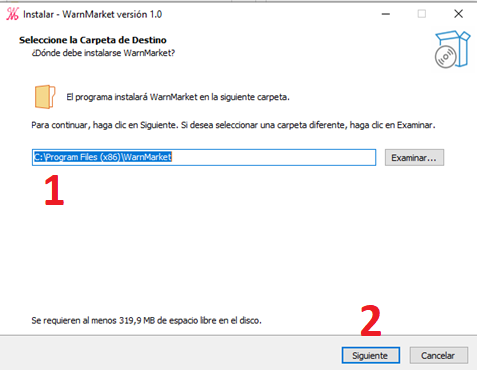 Instalar - WarnMarket versión 1.0
Seleccione la Carpeta de Destino
¿Dónde debe instalarse WarnMarket?
El programa instalará WarnMarket en la siguiente carpeta.
Para continuar, haga clic en Siguiente. Si desea seleccionar una carpeta diferente, haga clic en Examinar.
C:\Program Files (x86)\WarnMarket
Examinar...
1
Se requieren al menos 319,9 MB de espacio libre en el disco.
2
Siguiente
Cancelar